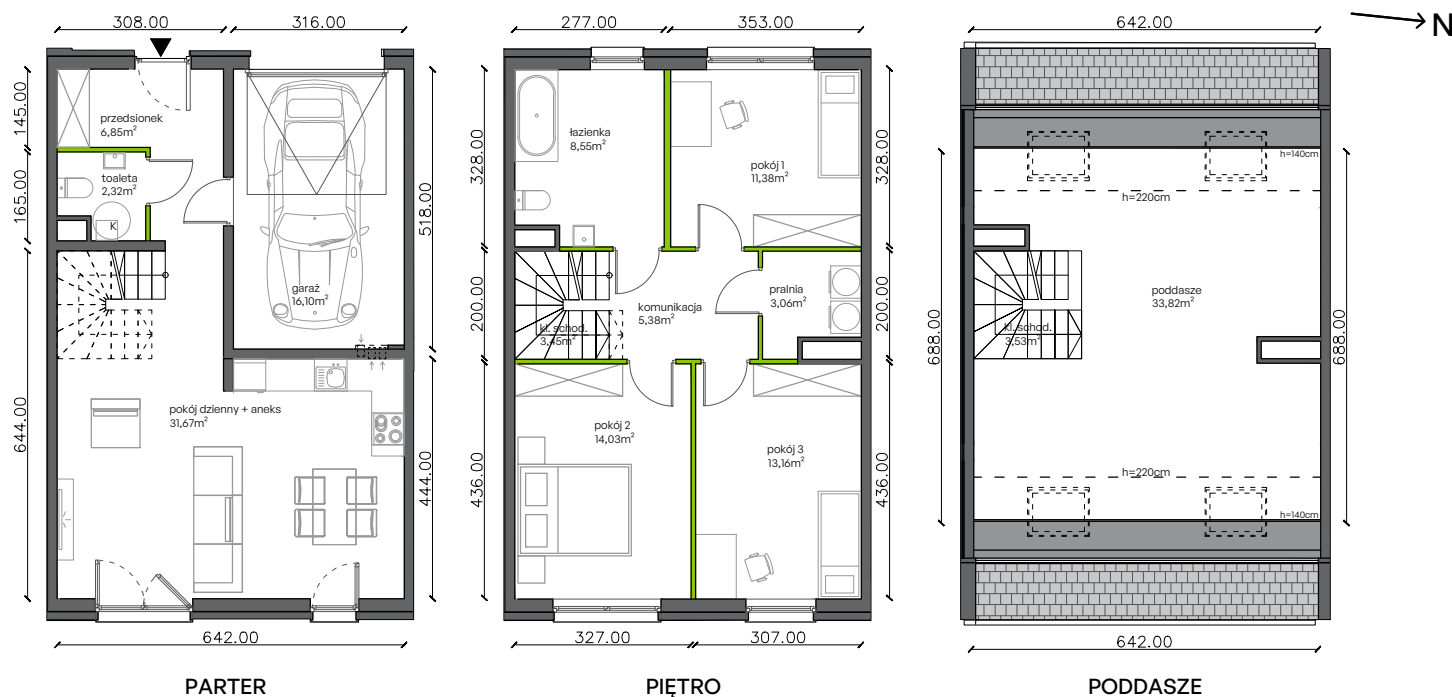 308.00
316.00
145.00
165.00
644.00
518.00
444.00
642.00
przedsionek
6,85m²
toaleta
2,32m²
K
garaż
16,10m²
pokój dzienny + aneks
31,67m²
PARTER
277.00
353.00
328.00
200.00
436.00
328.00
200.00
436.00
327.00
307.00
łazienka
8,55m²
pokój 1
11,38m²
komunikacja
5,38m²
pralnia
3,06m²
kl. schod.
3,45m²
pokój 2
14,03m²
pokój 3
13,16m²
PIĘTRO
642.00
N
h=140cm
h=220cm
688.00
688.00
poddasze
33,82m²
kl. schod.
3,53m²
h=220cm
h=140cm
642.00
PODDASZE